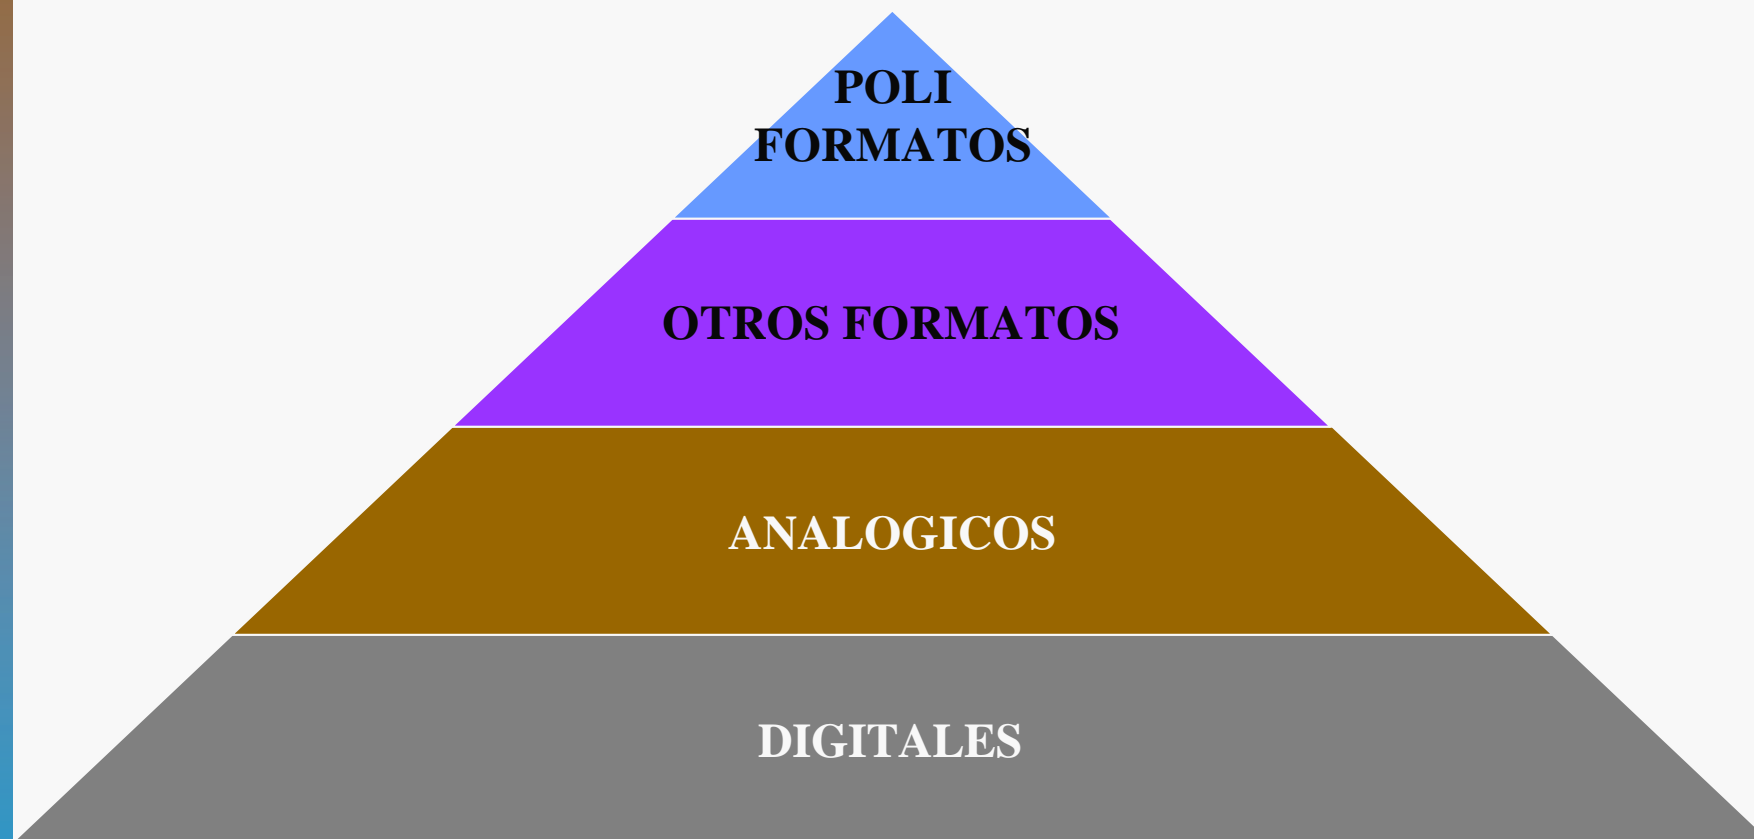 POLI
FORMATOS
OTROS FORMATOS
ANALOGICOS
DIGITALES